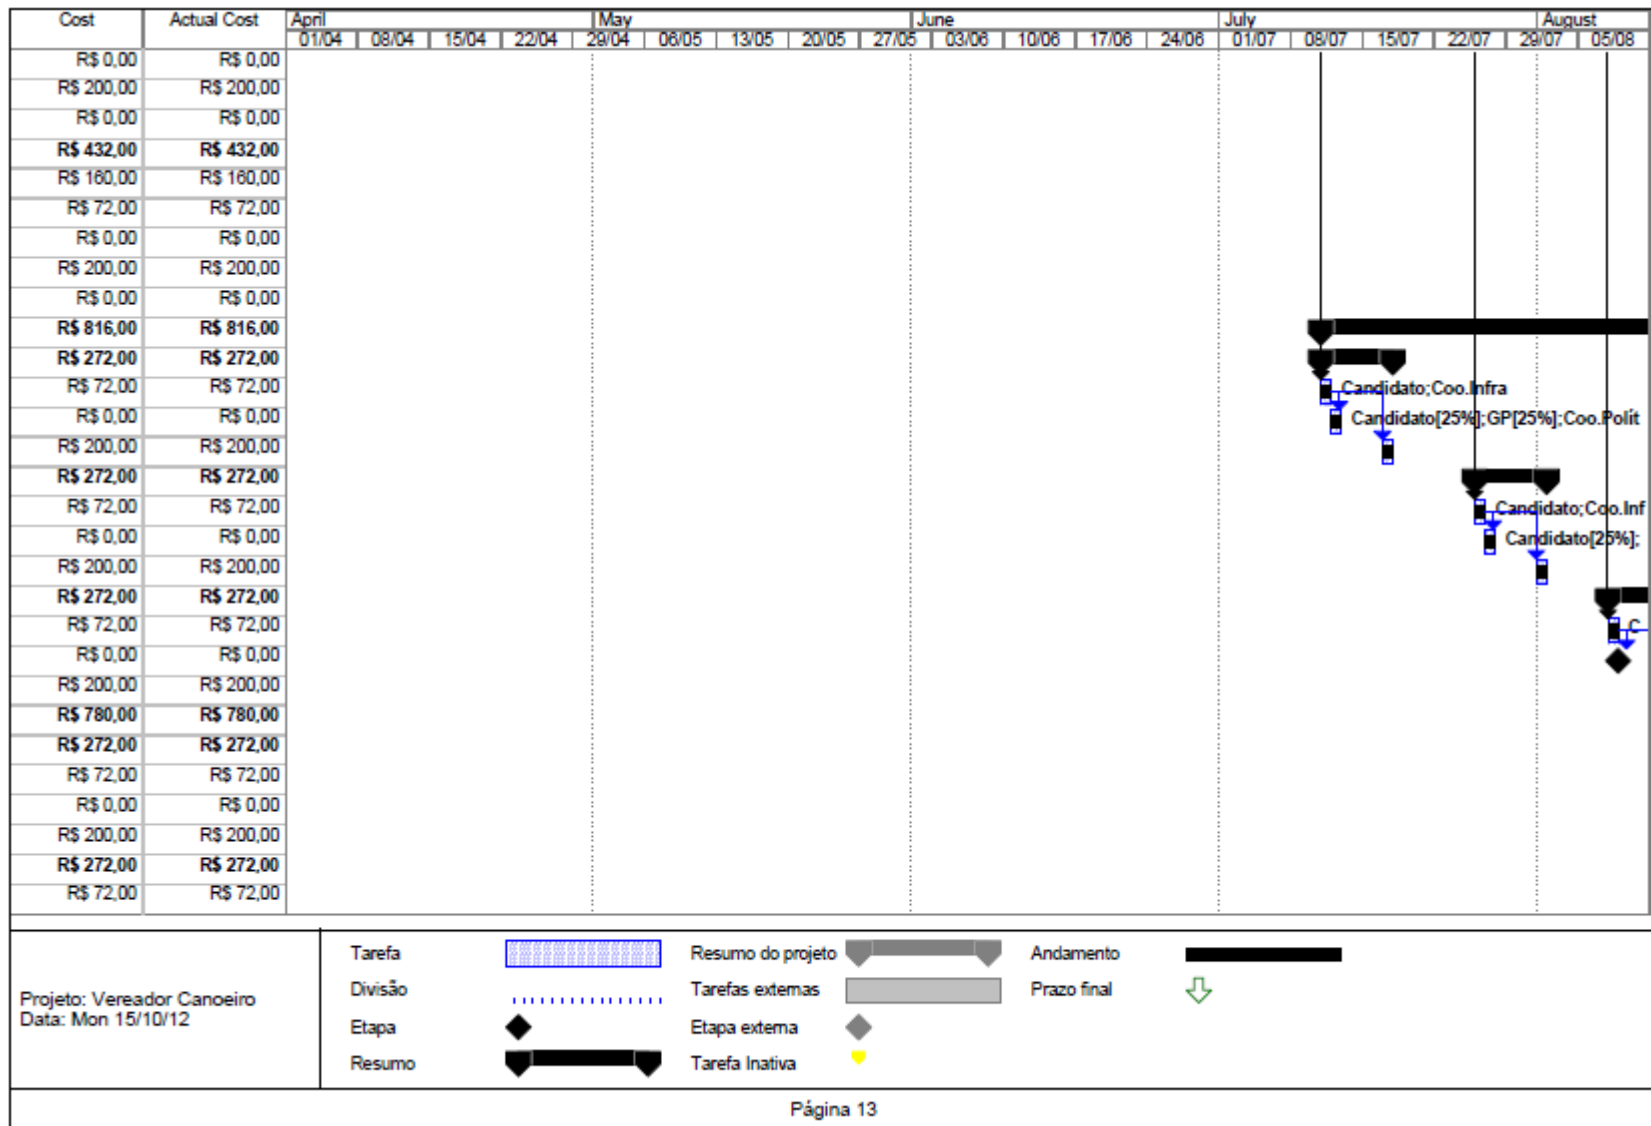 Cost Actual Cost April May June July August
01/04 08/04 15/04 22/04 29/04 06/05 13/05 20/05 27/05 03/06 10/06 17/06 24/06 01/07 08/07 15/07 22/07 29/07 05/08
R$ 0,00 R$ 0,00
R$ 200,00 R$ 200,00
R$ 0,00 R$ 0,00
R$ 432,00 R$ 432,00
R$ 160,00 R$ 160,00
R$ 72,00 R$ 72,00
R$ 0,00 R$ 0,00
R$ 200,00 R$ 200,00
R$ 0,00 R$ 0,00
R$ 816,00 R$ 816,00
R$ 272,00 R$ 272,00
R$ 72,00 R$ 72,00 Candidato;Coo.Infra
R$ 0,00 R$ 0,00 Candidato[25%];GP[25%];Coo.Polít
R$ 200,00 R$ 200,00
R$ 272,00 R$ 272,00
R$ 72,00 R$ 72,00 Candidato;Coo.Inf
R$ 0,00 R$ 0,00 Candidato[25%];
R$ 200,00 R$ 200,00
R$ 272,00 R$ 272,00
R$ 72,00 R$ 72,00 C
R$ 0,00 R$ 0,00
R$ 200,00 R$ 200,00
R$ 780,00 R$ 780,00
R$ 272,00 R$ 272,00
R$ 72,00 R$ 72,00
R$ 0,00 R$ 0,00
R$ 200,00 R$ 200,00
R$ 272,00 R$ 272,00
R$ 72,00 R$ 72,00
Projeto: Vereador Canoeiro
Data: Mon 15/10/12
Tarefa Resumo do projeto Andamento
Divisão Tarefas externas Prazo final
Etapa Etapa externa
Resumo Tarefa Inativa
Página 13